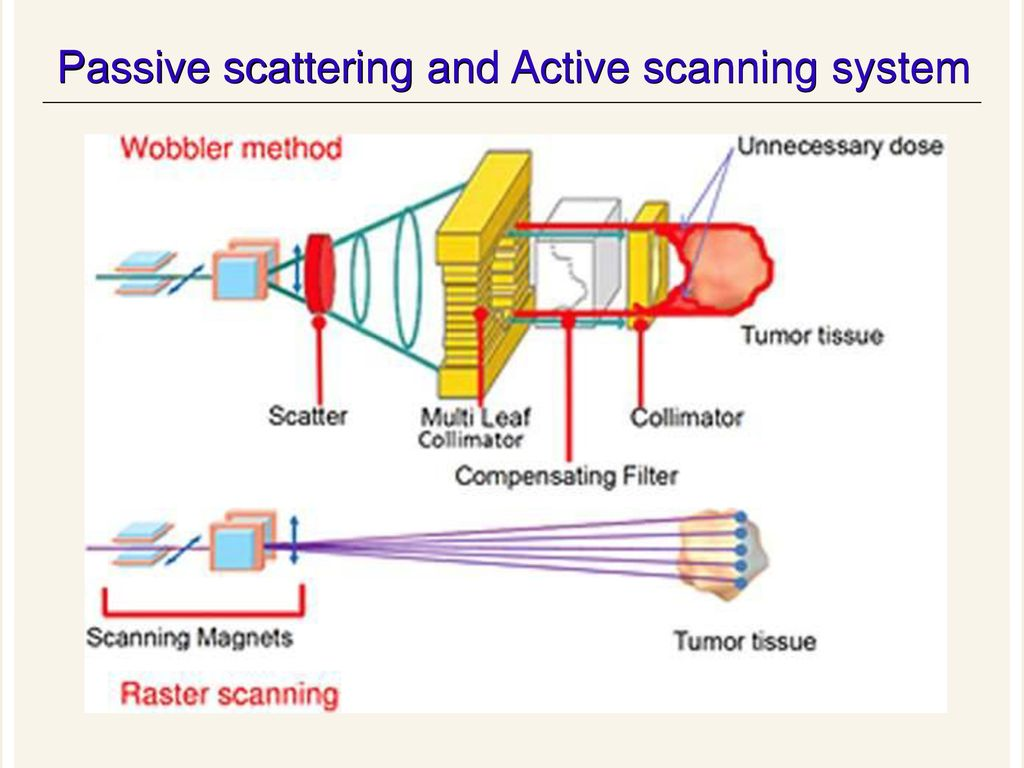 Passive scattering and Active scanning system
Wobbler method
Unnecessary dose
Tumor tissue
Scatter
Multi Leaf
Collimator
Collimator
Compensating Filter
Scanning Magnets
Tumor tissue
Raster scanning